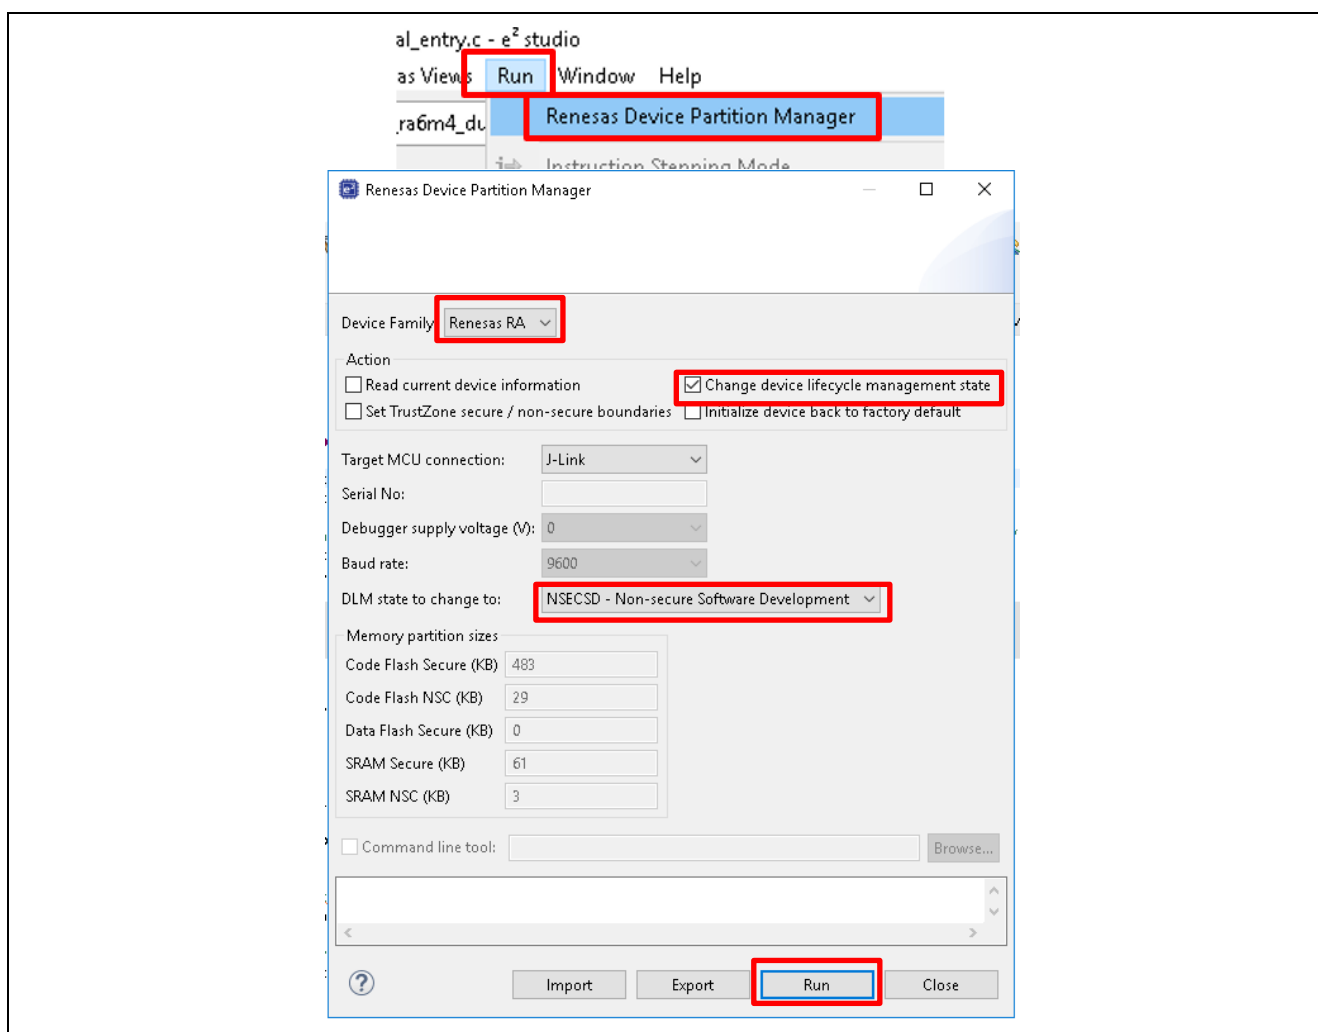 al_entry.c - e² studio
as Views Run Window Help
_ra6m4_du Renesas Device Partition Manager
Instruction Stepping Mode
Renesas Device Partition Manager
Device Family Renesas RA
Action
Read current device information Change device lifecycle management state
Set TrustZone secure / non-secure boundaries Initialize device back to factory default
Target MCU connection: J-Link
Serial No:
Debugger supply voltage (V): 0
Baud rate: 9600
DLM state to change to: NSECSD - Non-secure Software Development
Memory partition sizes
Code Flash Secure (KB) 483
Code Flash NSC (KB) 29
Data Flash Secure (KB) 0
SRAM Secure (KB) 61
SRAM NSC (KB) 3
Command line tool: Browse...
? Import Export Run Close